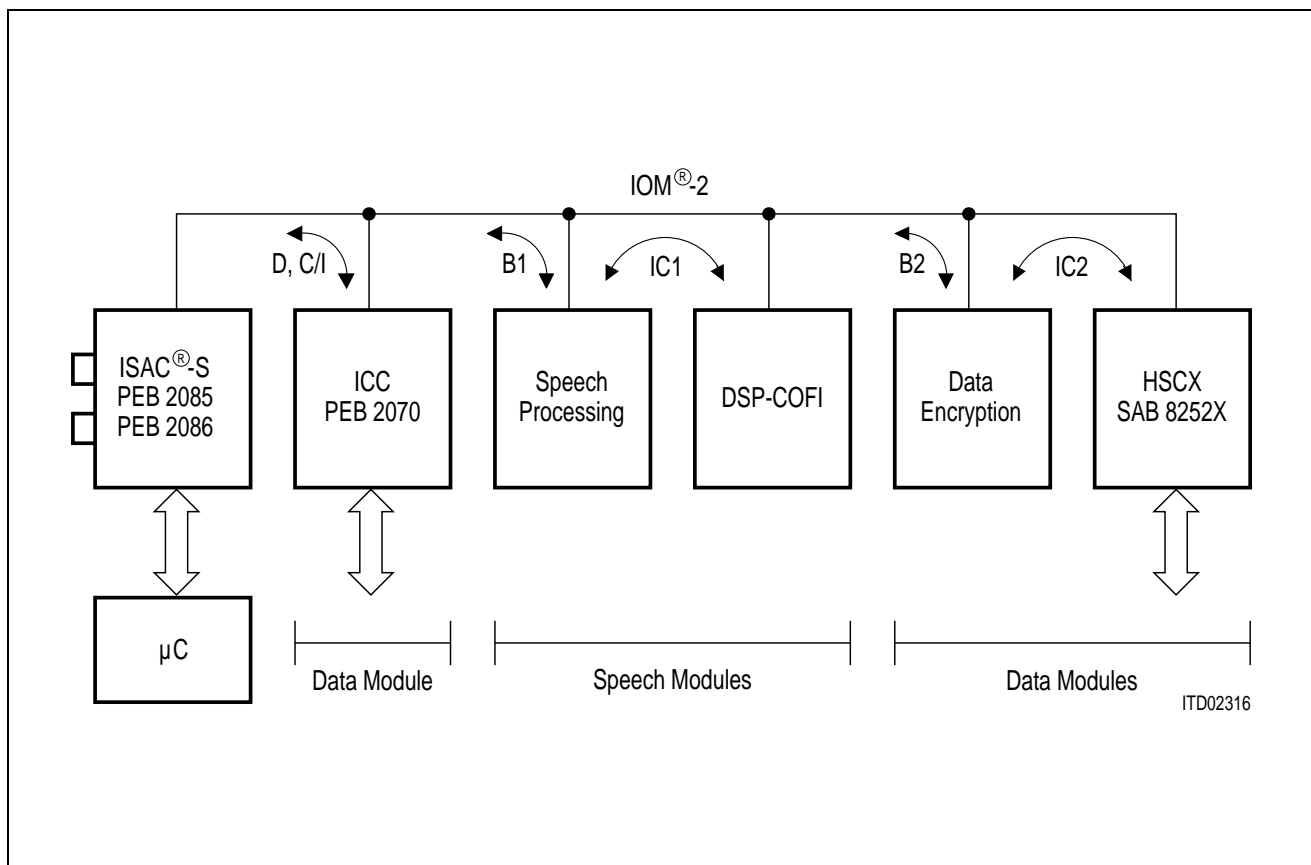 IOM®-2
D, C/I
B1
IC1
B2
IC2
ISAC®-S
PEB 2085
PEB 2086
ICC
PEB 2070
Speech
Processing
DSP-COFI
Data
Encryption
HSCX
SAB 8252X
µC
Data Module
Speech Modules
Data Modules
ITD02316